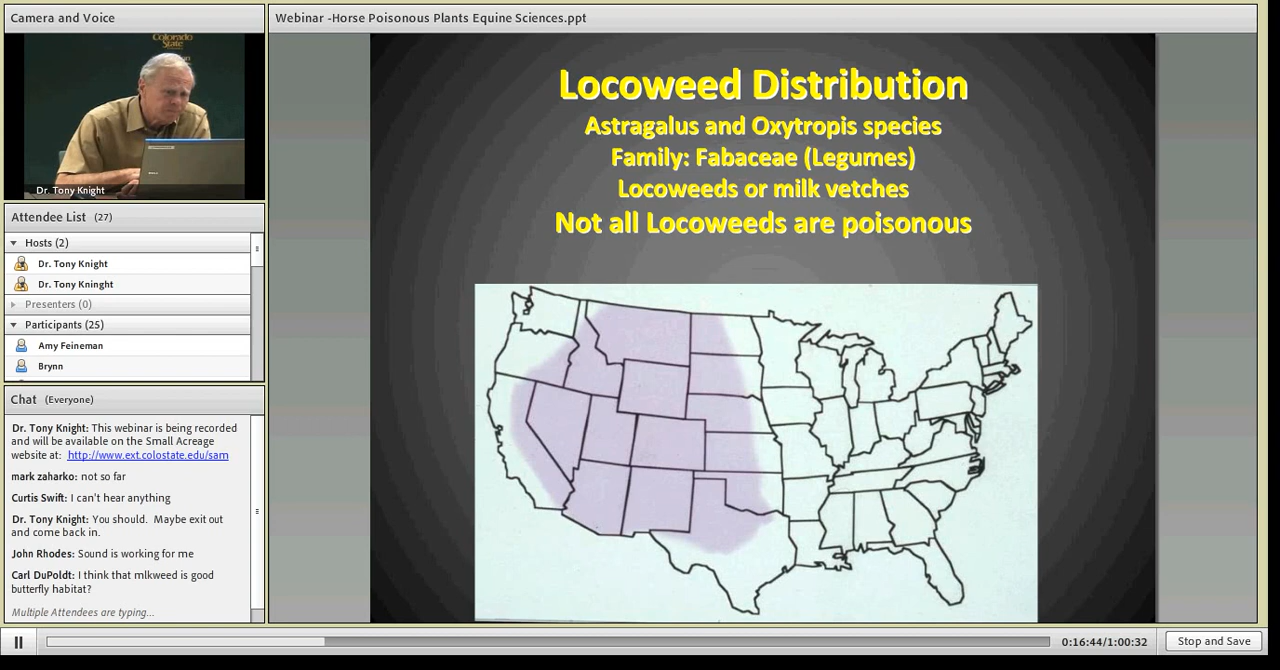 Camera and Voice
Colorado
State
Dr. Tony Knight
Attendee List (27)
Hosts (2)
Dr. Tony Knight
Dr. Tony Kninght
Presenters (0)
Participants (25)
Amy Feineman
Brynn
Chat (Everyone)
Dr. Tony Knight: This webinar is being recorded
and will be available on the Small Acreage
website at: http://www.ext.colostate.edu/sam
mark zaharko: not so far
Curtis Swift: I can't hear anything
Dr. Tony Knight: You should. Maybe exit out
and come back in.
John Rhodes: Sound is working for me
Carl DuPoldt: I think that mlkweed is good
butterfly habitat?
Multiple Attendees are typing...
Webinar -Horse Poisonous Plants Equine Sciences.ppt
Locoweed Distribution
Astragalus and Oxytropis species
Family: Fabaceae (Legumes)
Locoweeds or milk vetches
Not all Locoweeds are poisonous
0:16:44/1:00:32
Stop and Save